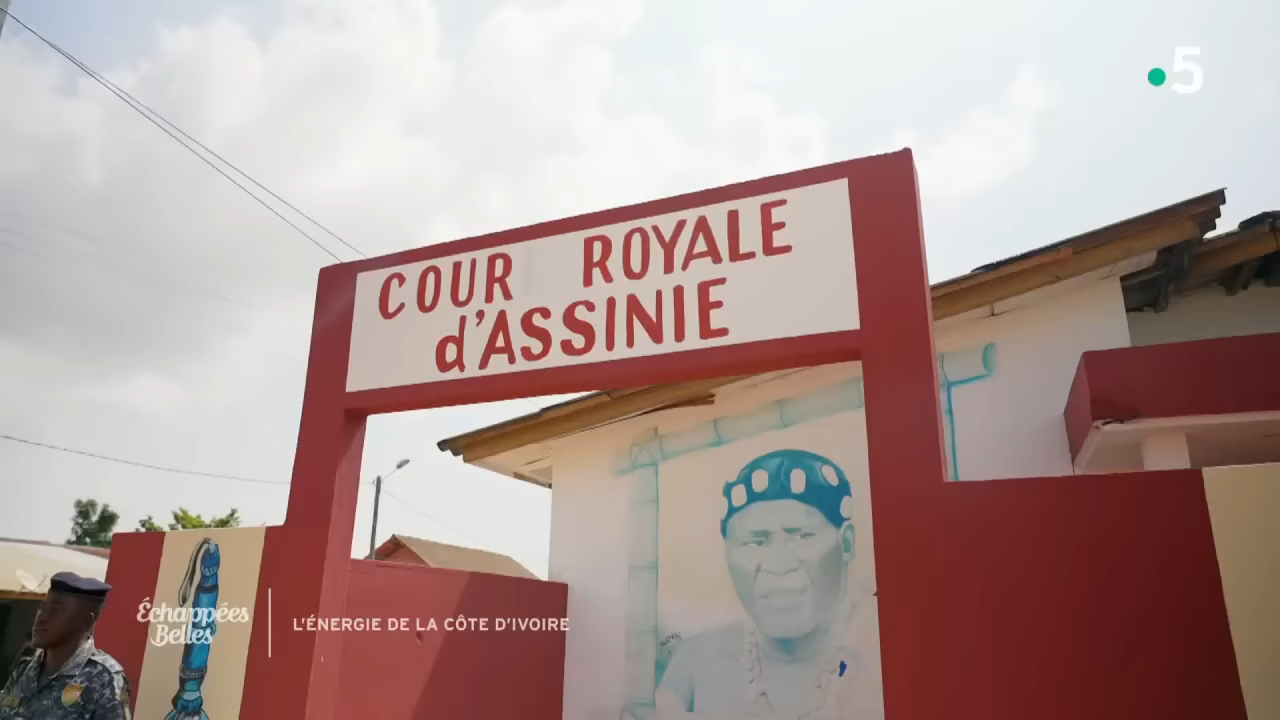 5
COUR ROYALE
d'ASSINIE
Échappées
Belles
L'ÉNERGIE DE LA CÔTE D'IVOIRE